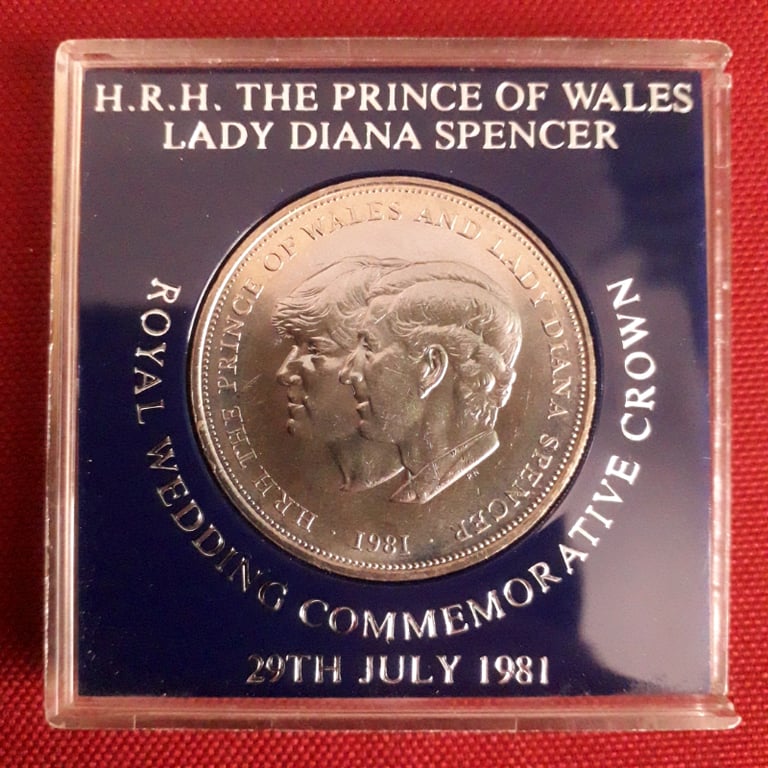 H.R.H. THE PRINCE OF WALES
LADY DIANA SPENCER
H.R.H. THE PRINCE OF WALES AND LADY DIANA SPENCER
· 1981 ·
PN
ROYAL WEDDING COMMEMORATIVE CROWN
29TH JULY 1981